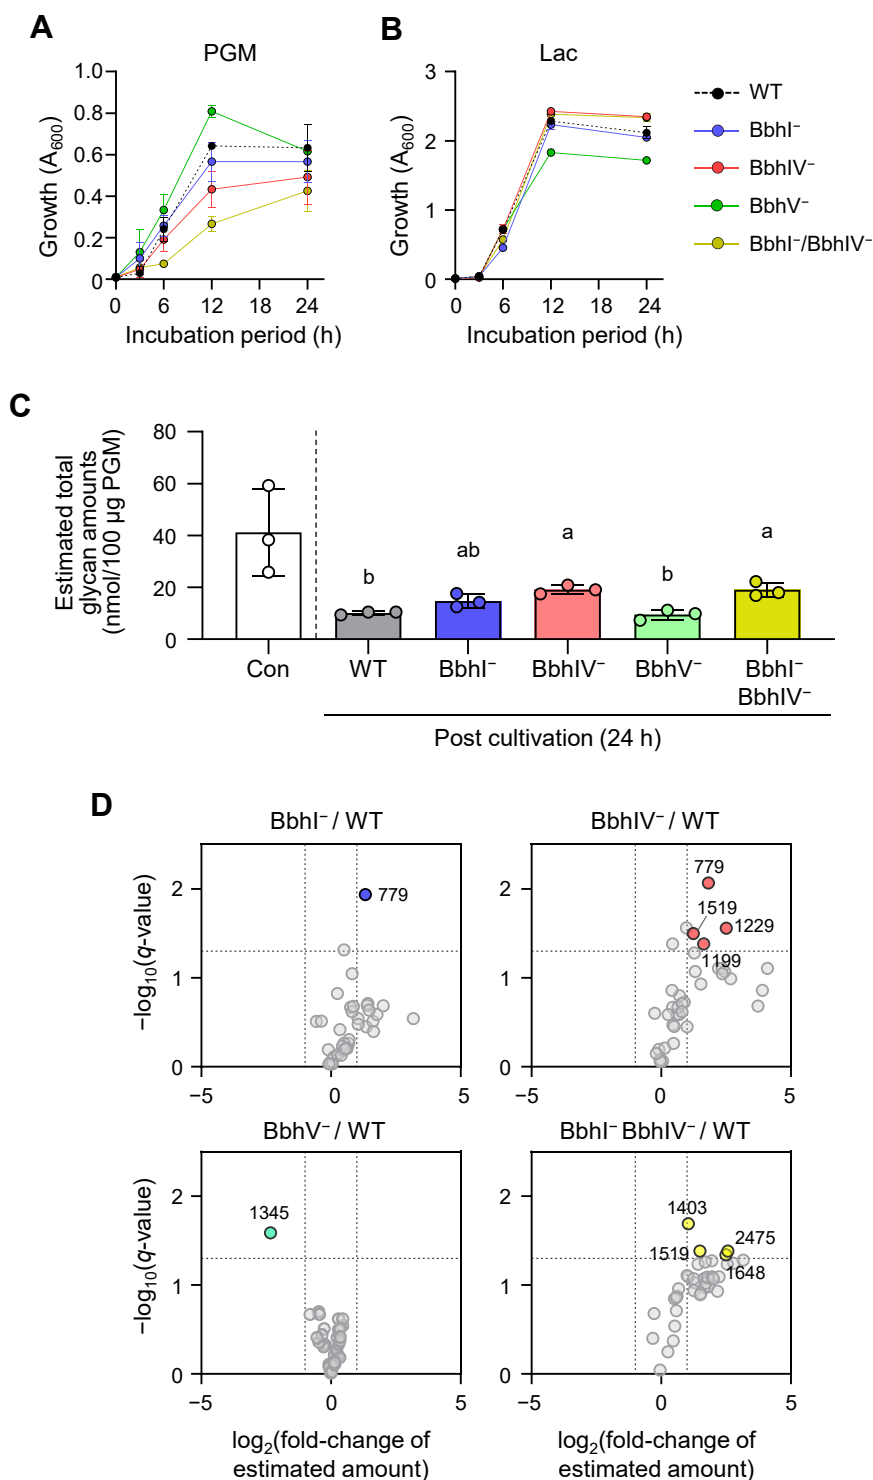 A
PGM
Growth (A600)
1.0
0.8
0.6
0.4
0.2
0
0 6 12 18 24
Incubation period (h)
B
Lac
Growth (A600)
3
2
1
0
0 6 12 18 24
Incubation period (h)
WT
BbhI−
BbhIV−
BbhV−
BbhI−/BbhIV−
C
Estimated total
glycan amounts
(nmol/100 µg PGM)
80
60
40
20
0
b
ab
a
b
a
Con
WT
BbhI−
BbhIV−
BbhV−
BbhI−
BbhIV−
Post cultivation (24 h)
D
BbhI− / WT
−log10(q-value)
2
1
0
779
−5 0 5
BbhIV− / WT
2
1
0
779
1519
1229
1199
−5 0 5
BbhV− / WT
−log10(q-value)
2
1
0
1345
−5 0 5
log2(fold-change of
estimated amount)
BbhI− BbhIV− / WT
2
1
0
1403
2475
1519
1648
−5 0 5
log2(fold-change of
estimated amount)